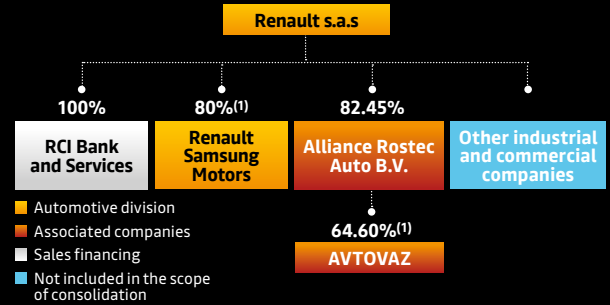 Renault s.a.s
100%
80%(1)
82.45%
RCI Bank
and Services
Renault
Samsung
Motors
Alliance Rostec
Auto B.V.
Other industrial
and commercial
companies
64.60%(1)
AVTOVAZ
Automotive division
Associated companies
Sales financing
Not included in the scope
of consolidation